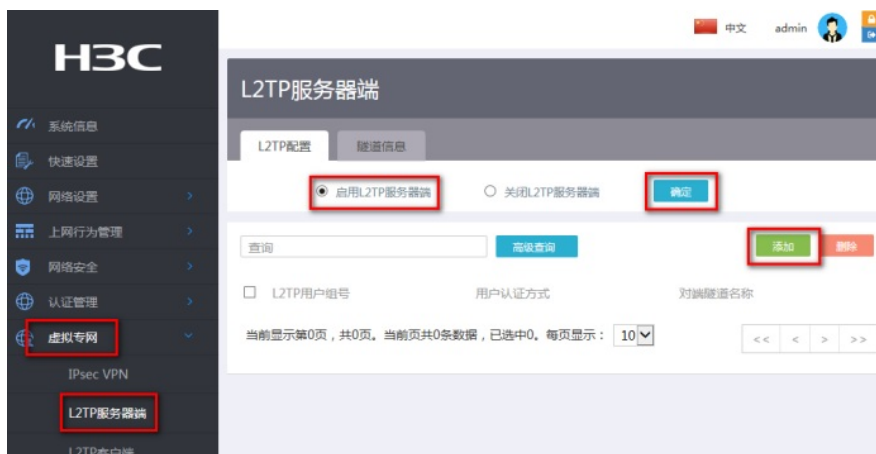 中文 admin
H3C
L2TP服务器端
系统信息
L2TP配置 隧道信息
快速设置
网络设置
启用L2TP服务器端 关闭L2TP服务器端 确定
上网行为管理
查询 高级查询 添加 删除
网络安全
L2TP用户组号 用户认证方式 对端隧道名称
认证管理
虚拟专网
当前显示第0页，共0页。当前页共0条数据，已选中0。每页显示： 10 << < > >>
IPsec VPN
L2TP服务器端
L2TP客户端